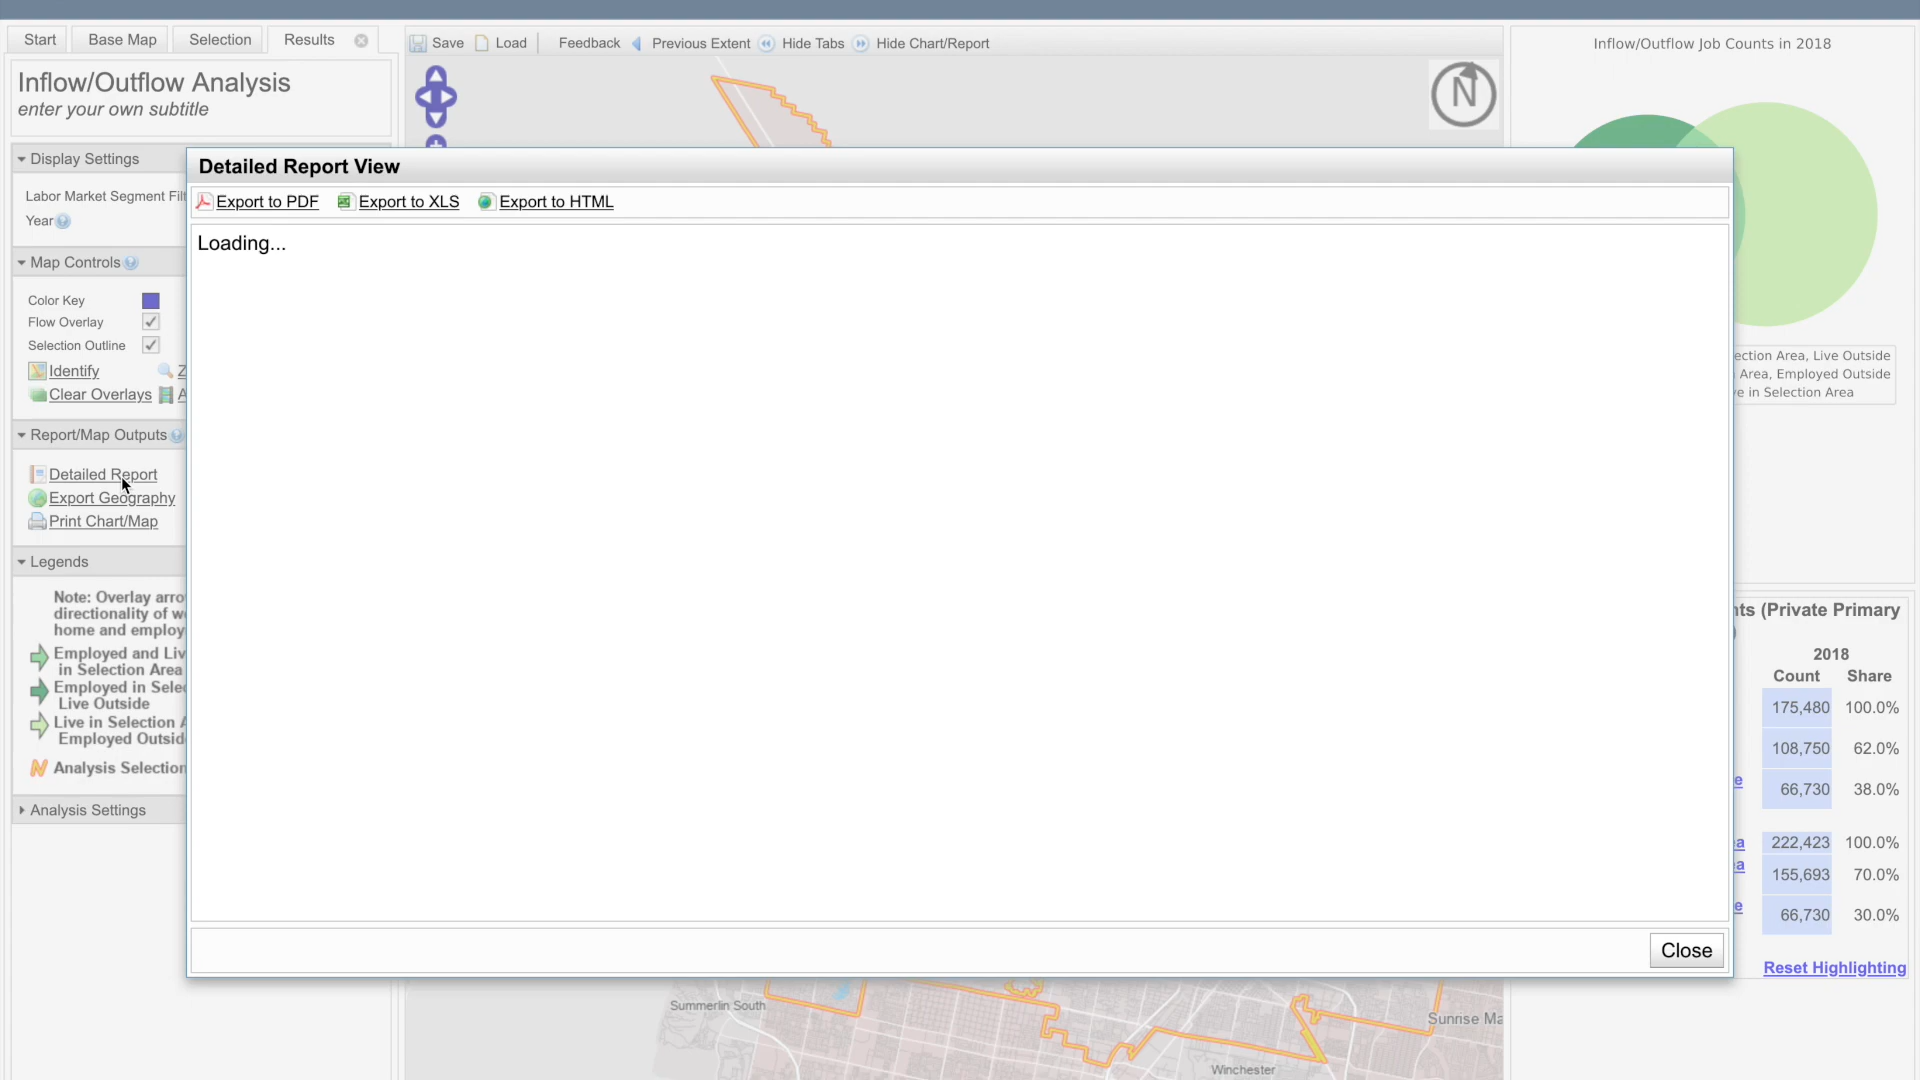 Start
Base Map
Selection
Results
Save
Load
Feedback
Previous Extent
Hide Tabs
Hide Chart/Report
Inflow/Outflow Job Counts in 2018
Inflow/Outflow Analysis
enter your own subtitle
N
Display Settings
Labor Market Segment Filt
Year
Map Controls
Color Key
Flow Overlay
Selection Outline
Identify
Z
Clear Overlays
A
Report/Map Outputs
Detailed Report
Export Geography
Print Chart/Map
Legends
Note: Overlay arro
directionality of w
home and employ
Employed and Liv
in Selection Area
Employed in Selec
Live Outside
Live in Selection A
Employed Outsid
Analysis Selection
Analysis Settings
Detailed Report View
Export to PDF
Export to XLS
Export to HTML
Loading...
Close
ection Area, Live Outside
Area, Employed Outside
e in Selection Area
nts (Private Primary
)
2018
Count Share
175,480 100.0%
108,750 62.0%
e
66,730 38.0%
a 222,423 100.0%
a
155,693 70.0%
e
66,730 30.0%
Reset Highlighting
Summerlin South
Sunrise Ma
Winchester